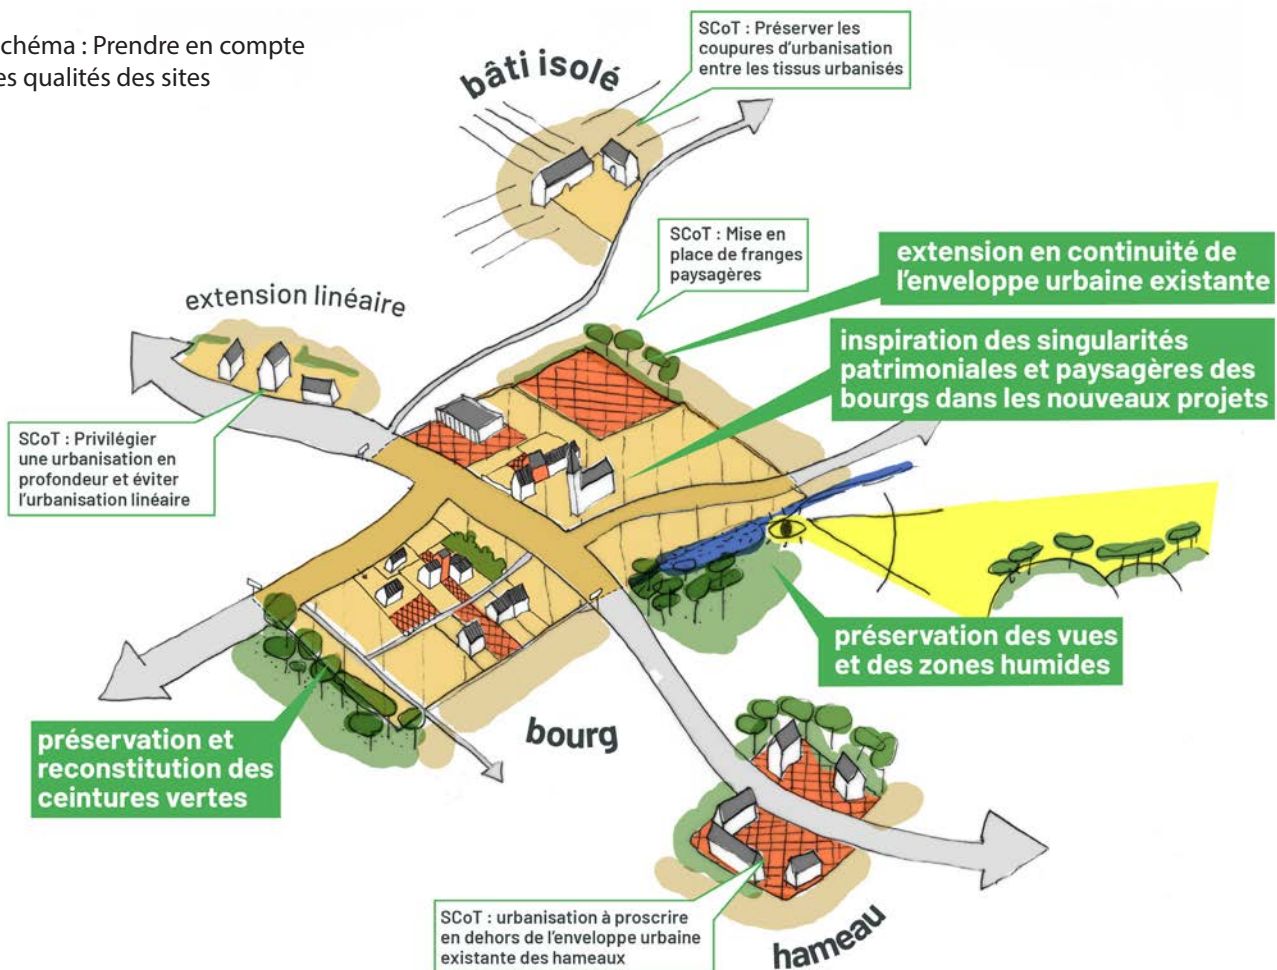 chéma : Prendre en compte
es qualités des sites
SCoT : Préserver les
coupures d’urbanisation
entre les tissus urbanisés
bâti isolé
SCoT : Mise en
place de franges
paysagères
extension en continuité de
l’enveloppe urbaine existante
extension linéaire
inspiration des singularités
patrimoniales et paysagères des
bourgs dans les nouveaux projets
SCoT : Privilégier
une urbanisation en
profondeur et éviter
l’urbanisation linéaire
préservation des vues
et des zones humides
bourg
préservation et
reconstitution des
ceintures vertes
SCoT : urbanisation à proscrire
en dehors de l’enveloppe urbaine
existante des hameaux
hameau